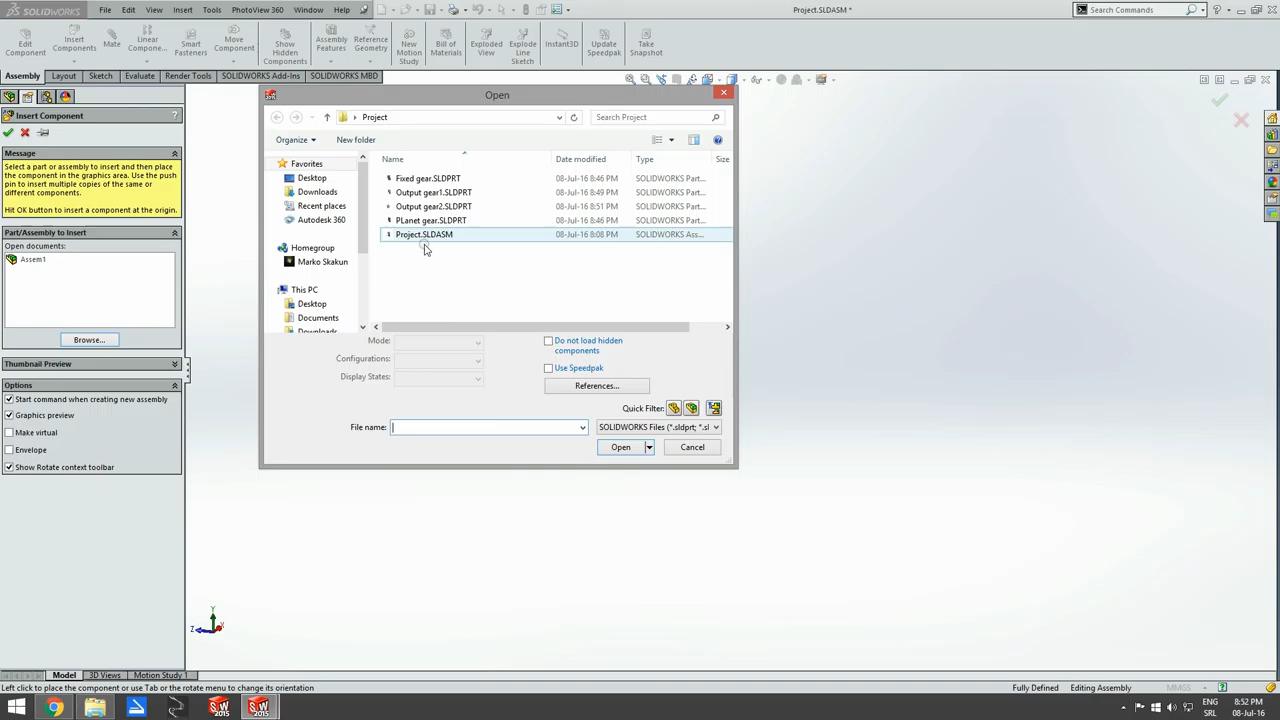 SOLIDWORKS
File
Edit
View
Insert
Tools
PhotoView 360
Window
Help
Project.SLDASM *
Search Commands
Edit
Component
Insert
Components
Mate
Linear
Compone...
Smart
Fasteners
Move
Component
Show
Hidden
Components
Assembly
Features
Reference
Geometry
New
Motion
Study
Bill of
Materials
Exploded
View
Explode
Line
Sketch
Instant3D
Update
Speedpak
Take
Snapshot
Assembly
Layout
Sketch
Evaluate
Render Tools
SOLIDWORKS Add-Ins
SOLIDWORKS MBD
Insert Component
?
Message
Select a part or assembly to insert and then place
the component in the graphics area. Use the push
pin to insert multiple copies of the same or
different components.
Hit OK button to insert a component at the origin.
Part/Assembly to Insert
Open documents:
Assem1
Browse...
Thumbnail Preview
Options
Start command when creating new assembly
Graphics preview
Make virtual
Envelope
Show Rotate context toolbar
Open
Project
Search Project
Organize
New folder
Favorites
Desktop
Downloads
Recent places
Autodesk 360
Homegroup
Marko Skakun
This PC
Desktop
Documents
Downloads
Name
Date modified
Type
Size
Fixed gear.SLDPRT
08-Jul-16 8:46 PM
SOLIDWORKS Part...
Output gear1.SLDPRT
08-Jul-16 8:49 PM
SOLIDWORKS Part...
Output gear2.SLDPRT
08-Jul-16 8:51 PM
SOLIDWORKS Part...
PLanet gear.SLDPRT
08-Jul-16 8:46 PM
SOLIDWORKS Part...
Project.SLDASM
08-Jul-16 8:08 PM
SOLIDWORKS Ass...
Mode:
Configurations:
Display States:
Do not load hidden
components
Use Speedpak
References...
Quick Filter:
File name:
SOLIDWORKS Files (*.sldprt; *.sl
Open
Cancel
Y
Z
X
Model
3D Views
Motion Study 1
Left click to place the component or use Tab or the rotate menu to change its orientation
Fully Defined
Editing Assembly
MMGS
ENG
SRL
8:52 PM
08-Jul-16